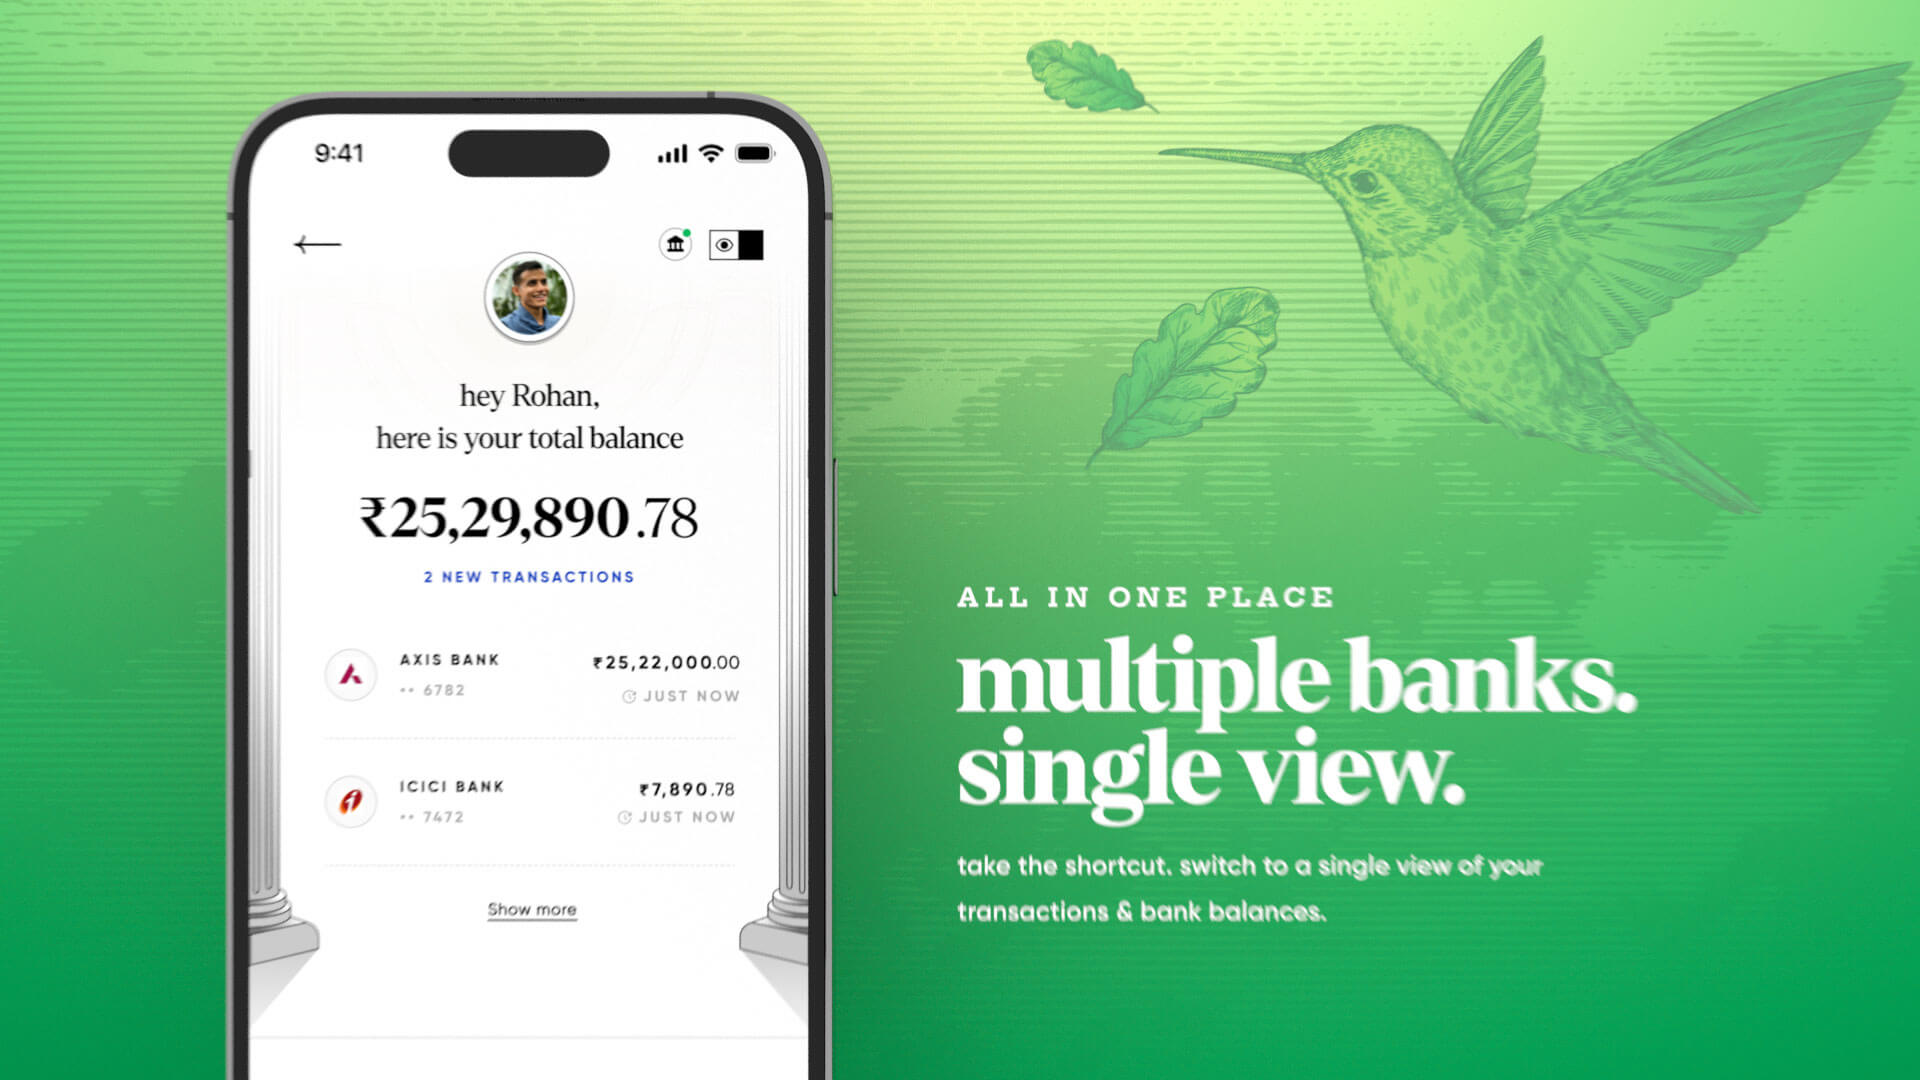 9:41
hey Rohan,
here is your total balance
₹25,29,890.78
2 NEW TRANSACTIONS
AXIS BANK
•• 6782
₹25,22,000.00
JUST NOW
ICICI BANK
•• 7472
₹7,890.78
JUST NOW
Show more
ALL IN ONE PLACE
multiple banks.
single view.
take the shortcut. switch to a single view of your
transactions & bank balances.